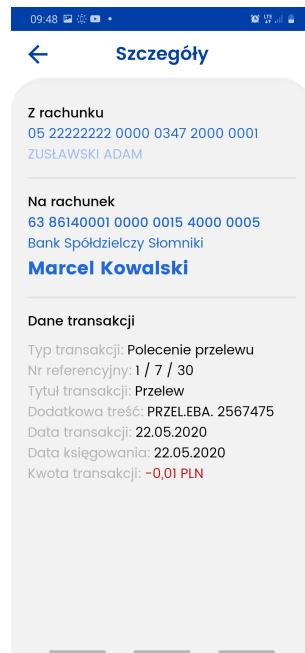 09:48
Szczegóły
Z rachunku
05 22222222 0000 0347 2000 0001
ZUSŁAWSKI ADAM
Na rachunek
63 86140001 0000 0015 4000 0005
Bank Spółdzielczy Słomniki
Marcel Kowalski
Dane transakcji
Typ transakcji: Polecenie przelewu
Nr referencyjny: 1 / 7 / 30
Tytuł transakcji: Przelew
Dodatkowa treść: PRZEL.EBA. 2567475
Data transakcji: 22.05.2020
Data księgowania: 22.05.2020
Kwota transakcji: -0,01 PLN